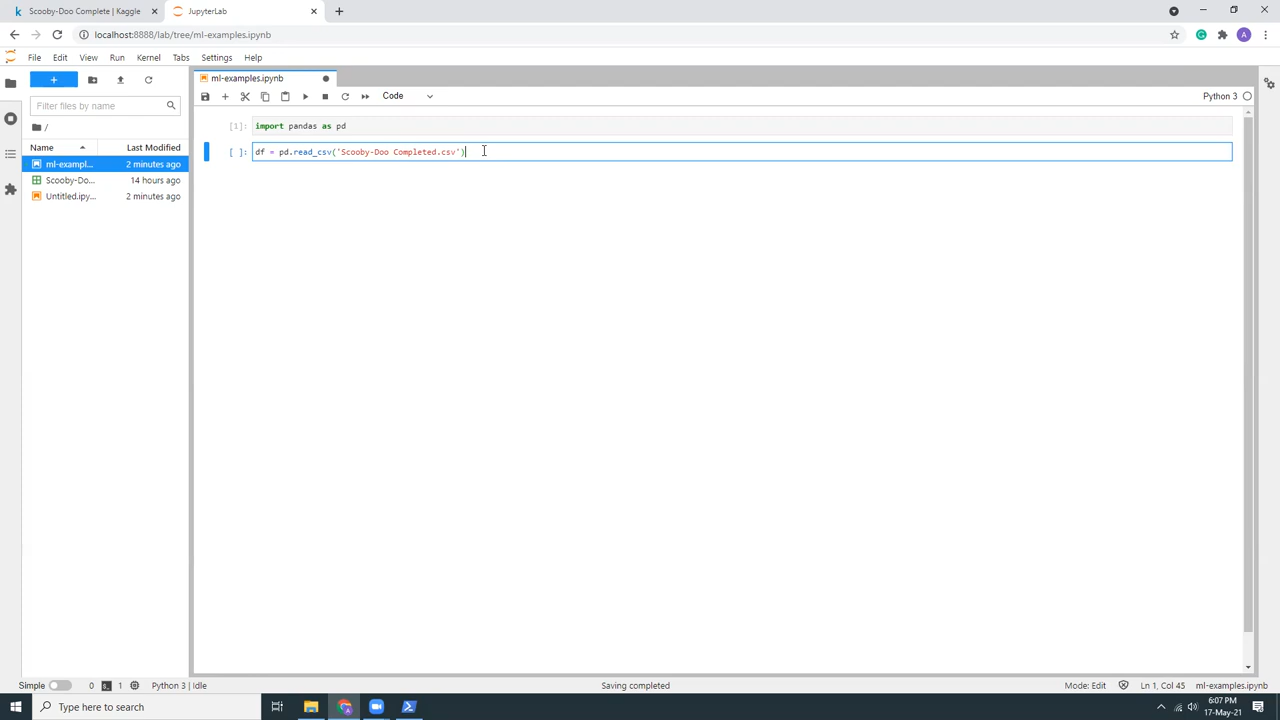 Scooby-Doo Complete | Kaggle
JupyterLab
localhost:8888/lab/tree/ml-examples.ipynb
A
File Edit View Run Kernel Tabs Settings Help
ml-examples.ipynb
Code
Python 3
Filter files by name
/
Name Last Modified
ml-exampl... 2 minutes ago
Scooby-Do... 14 hours ago
Untitled.ipy... 2 minutes ago
[1]: import pandas as pd
[ ]: df = pd.read_csv('Scooby-Doo Completed.csv')
Simple 0 1 Python 3 | Idle Saving completed Mode: Edit Ln 1, Col 45 ml-examples.ipynb
Type here to search
6:07 PM
17-May-21